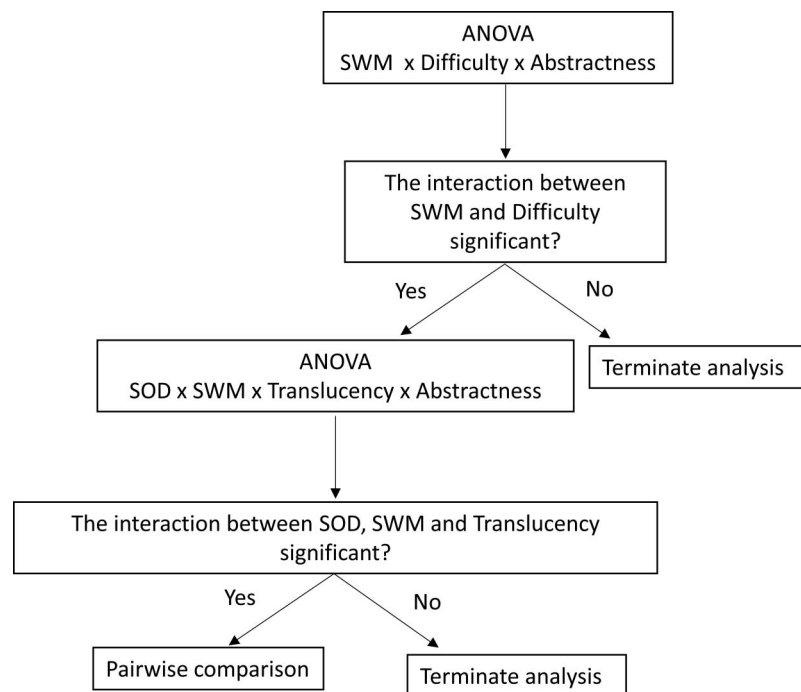 ANOVA
SWM x Difficulty x Abstractness
The interaction between
SWM and Difficulty
significant?
Yes
No
ANOVA
SOD x SWM x Translucency x Abstractness
Terminate analysis
The interaction between SOD, SWM and Translucency
significant?
Yes
No
Pairwise comparison
Terminate analysis